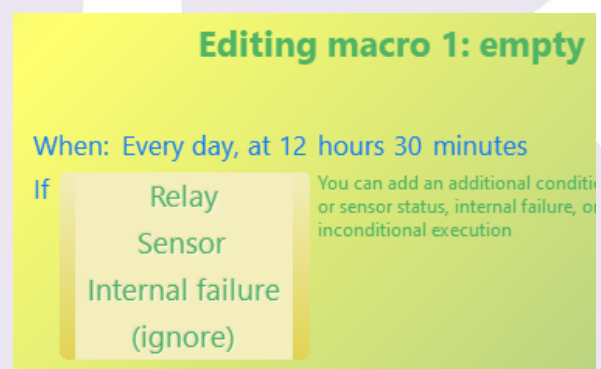 Editing macro 1: empty
When: Every day, at 12 hours 30 minutes
If
Relay
Sensor
Internal failure
(ignore)
You can add an additional conditi
or sensor status, internal failure, o
inconditional execution